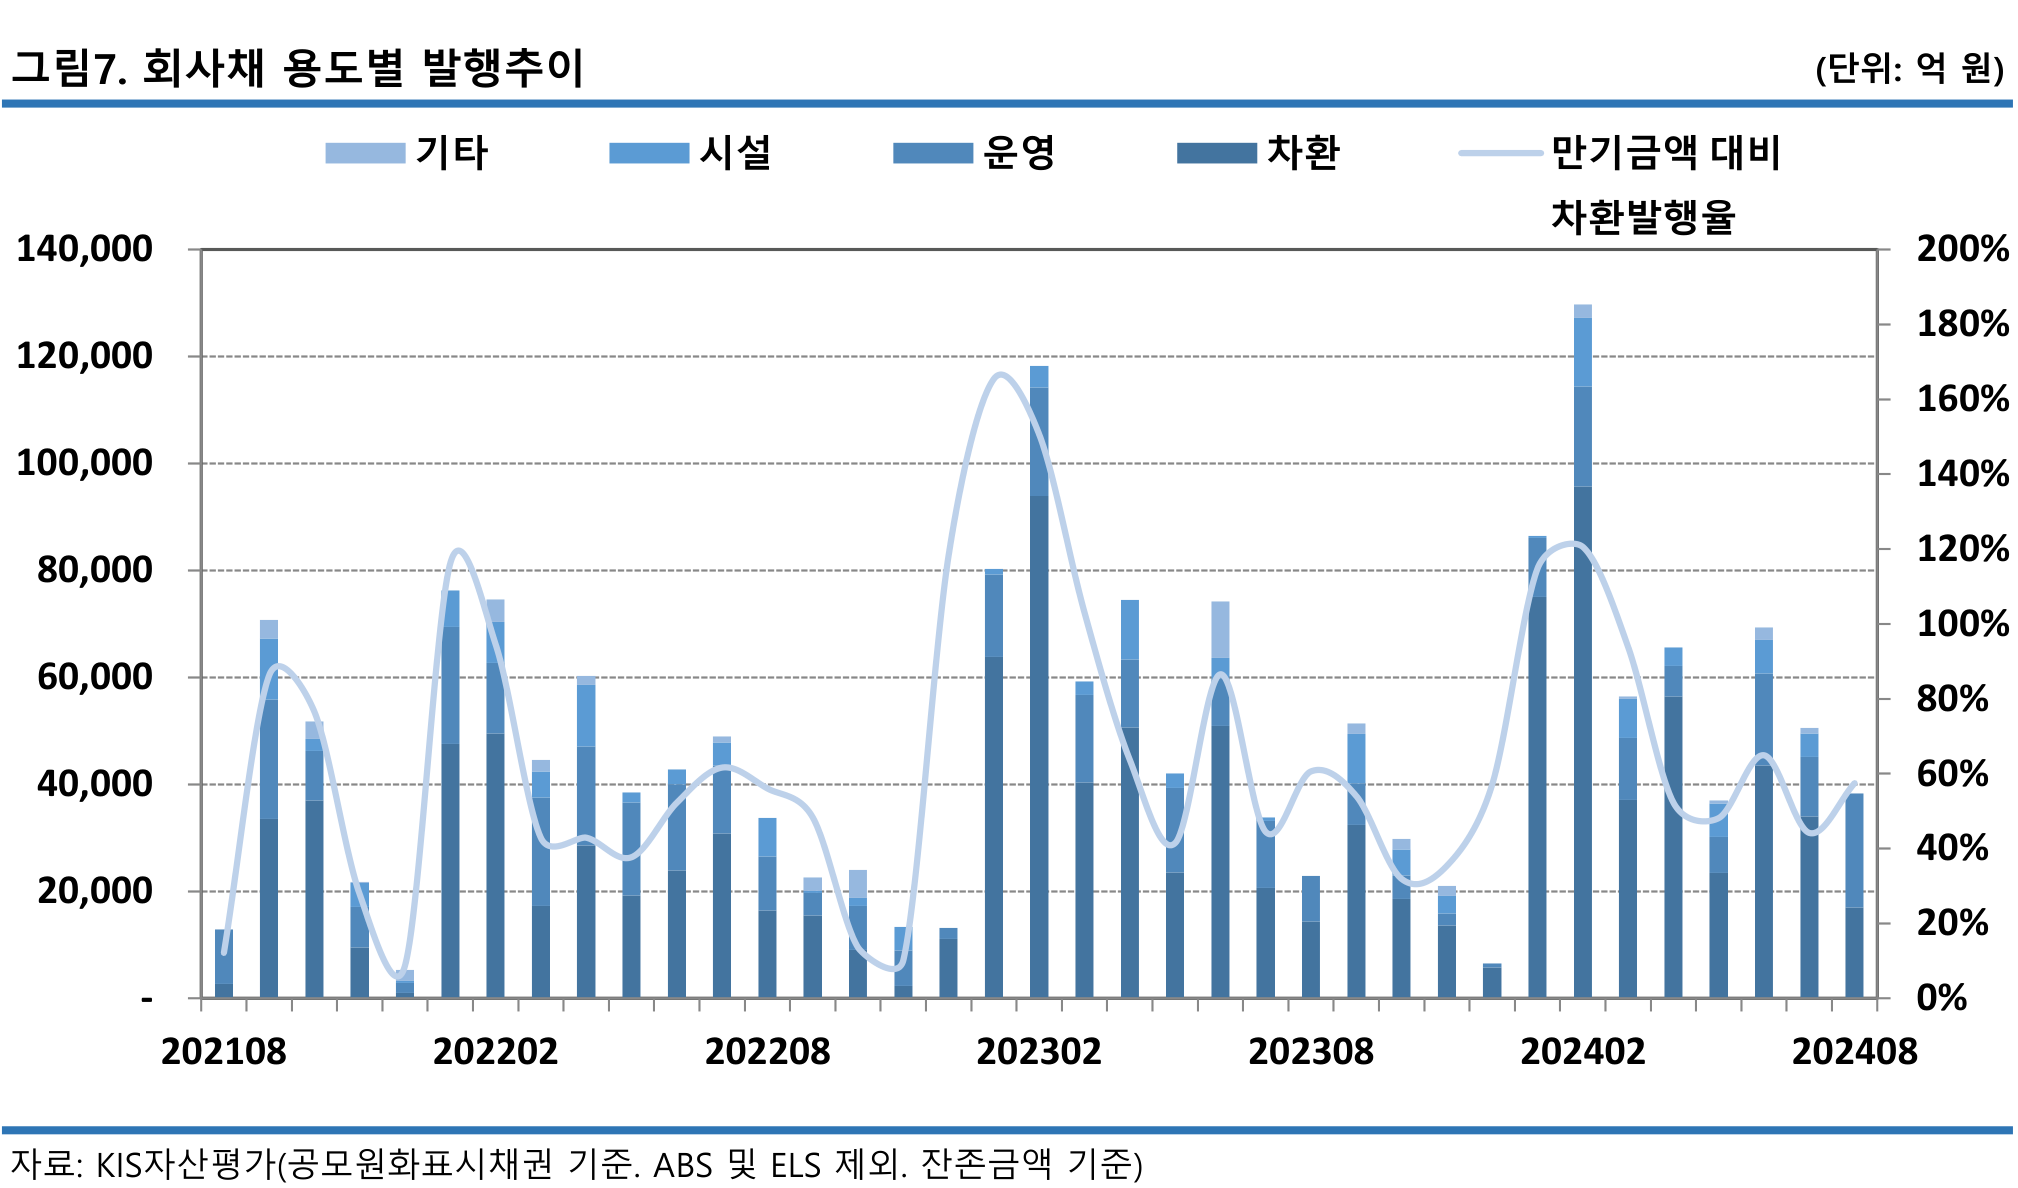 그림7. 회사채 용도별 발행추이 (단위: 억 원)
기타 시설 운영 차환 만기금액 대비
차환발행율
140,000 200%
180%
120,000
160%
100,000 140%
80,000 120%
100%
60,000
80%
40,000 60%
40%
20,000
20%
- 0%
202108 202202 202208 202302 202308 202402 202408
자료: KIS자산평가(공모원화표시채권 기준. ABS 및 ELS 제외. 잔존금액 기준)